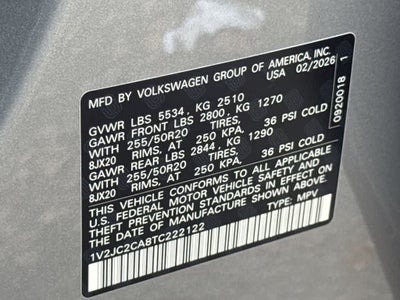 MFD BY VOLKSWAGEN GROUP OF AMERICA, INC.
USA 02/2026
GVWR LBS 5534, KG 2510
GAWR FRONT LBS 2800, KG 1270
WITH 255/50R20 TIRES,
8JX20 RIMS, AT 250 KPA, 36 PSI COLD
GAWR REAR LBS 2844, KG 1290
WITH 255/50R20 TIRES,
8JX20 RIMS, AT 250 KPA, 36 PSI COLD
THIS VEHICLE CONFORMS TO ALL APPLICABLE
U.S. FEDERAL MOTOR VEHICLE SAFETY AND
THEFT PREVENTION STANDARDS IN EFFECT ON
THE DATE OF MANUFACTURE SHOWN ABOVE.
1V2JC2CA8TC222122 TYPE: MPV
0920018 1